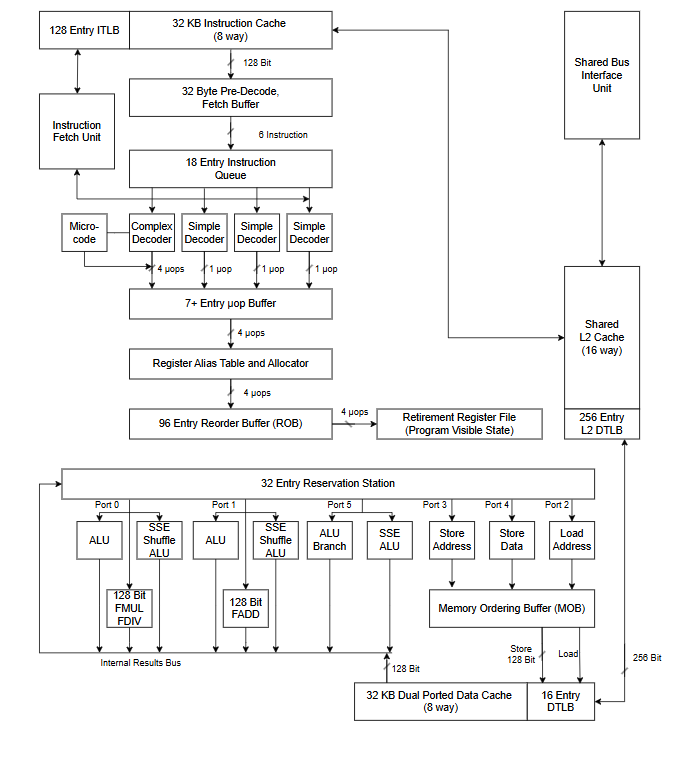 128 Entry ITLB
32 KB Instruction Cache
(8 way)
128 Bit
Shared Bus
Interface
Unit
32 Byte Pre-Decode,
Fetch Buffer
Instruction
Fetch Unit
6 Instruction
18 Entry Instruction
Queue
Micro-
code
Complex
Decoder
Simple
Decoder
Simple
Decoder
Simple
Decoder
4 µops
1 µop
1 µop
1 µop
7+ Entry µop Buffer
4 µops
Register Alias Table and Allocator
4 µops
96 Entry Reorder Buffer (ROB)
4 µops
Retirement Register File
(Program Visible State)
Shared
L2 Cache
(16 way)
256 Entry
L2 DTLB
32 Entry Reservation Station
Port 0
Port 1
Port 5
Port 3
Port 4
Port 2
ALU
SSE
Shuffle
ALU
ALU
SSE
Shuffle
ALU
ALU
Branch
SSE
ALU
Store
Address
Store
Data
Load
Address
128 Bit
FMUL
FDIV
128 Bit
FADD
Memory Ordering Buffer (MOB)
Internal Results Bus
128 Bit
Store
128 Bit
Load
256 Bit
32 KB Dual Ported Data Cache
(8 way)
16 Entry
DTLB